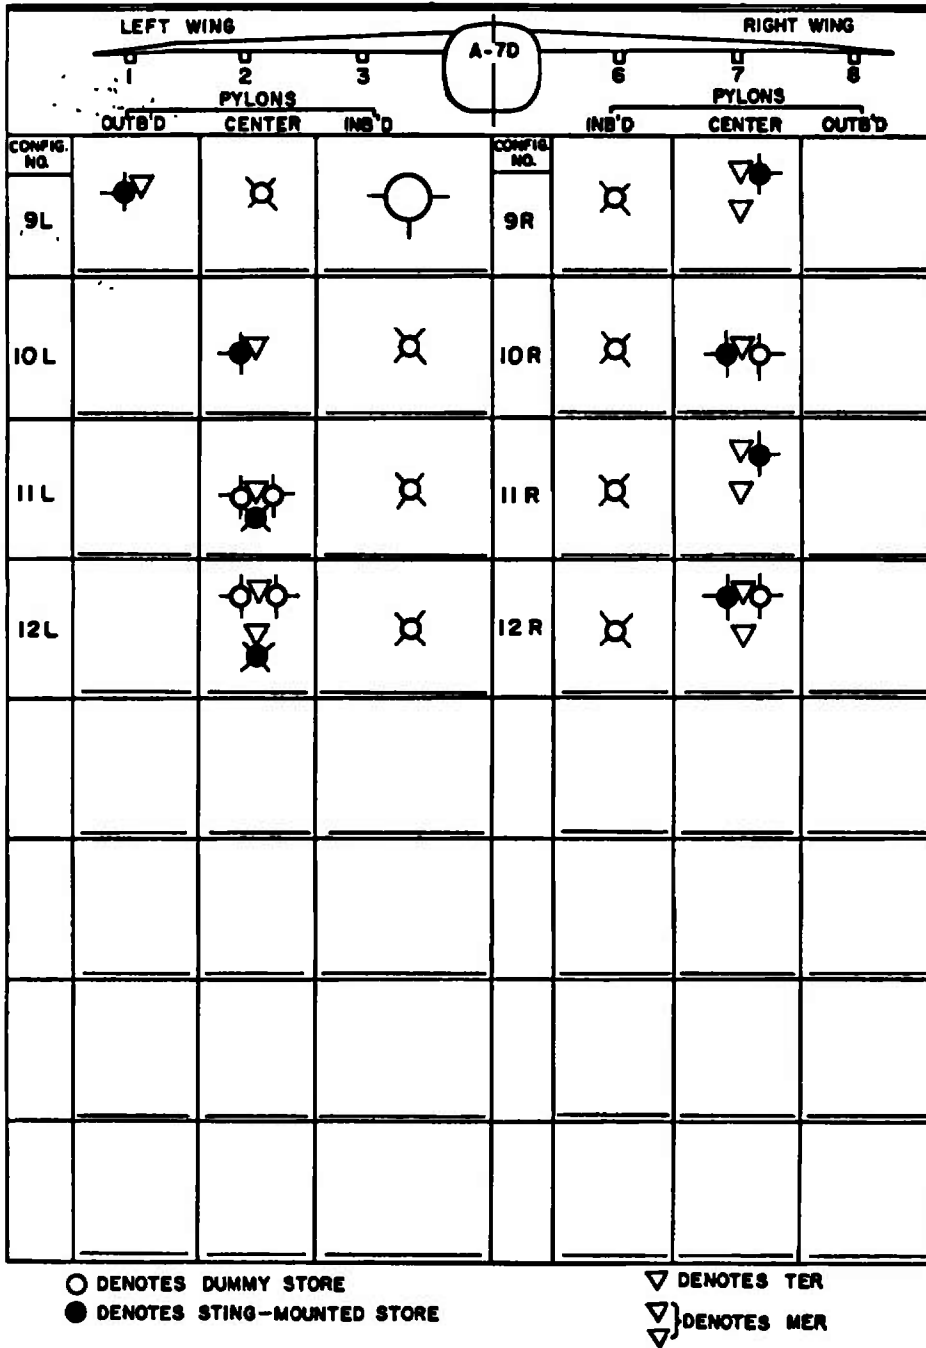 LEFT WING RIGHT WING
A-7D
1 2 3 6 7 8
PYLONS PYLONS
OUTB'D CENTER INB'D INB'D CENTER OUTB'D
CONFIG. NO. CONFIG. NO.
9L 9R
10L 10R
11L 11R
12L 12R
DENOTES DUMMY STORE DENOTES TER
DENOTES STING-MOUNTED STORE DENOTES MER